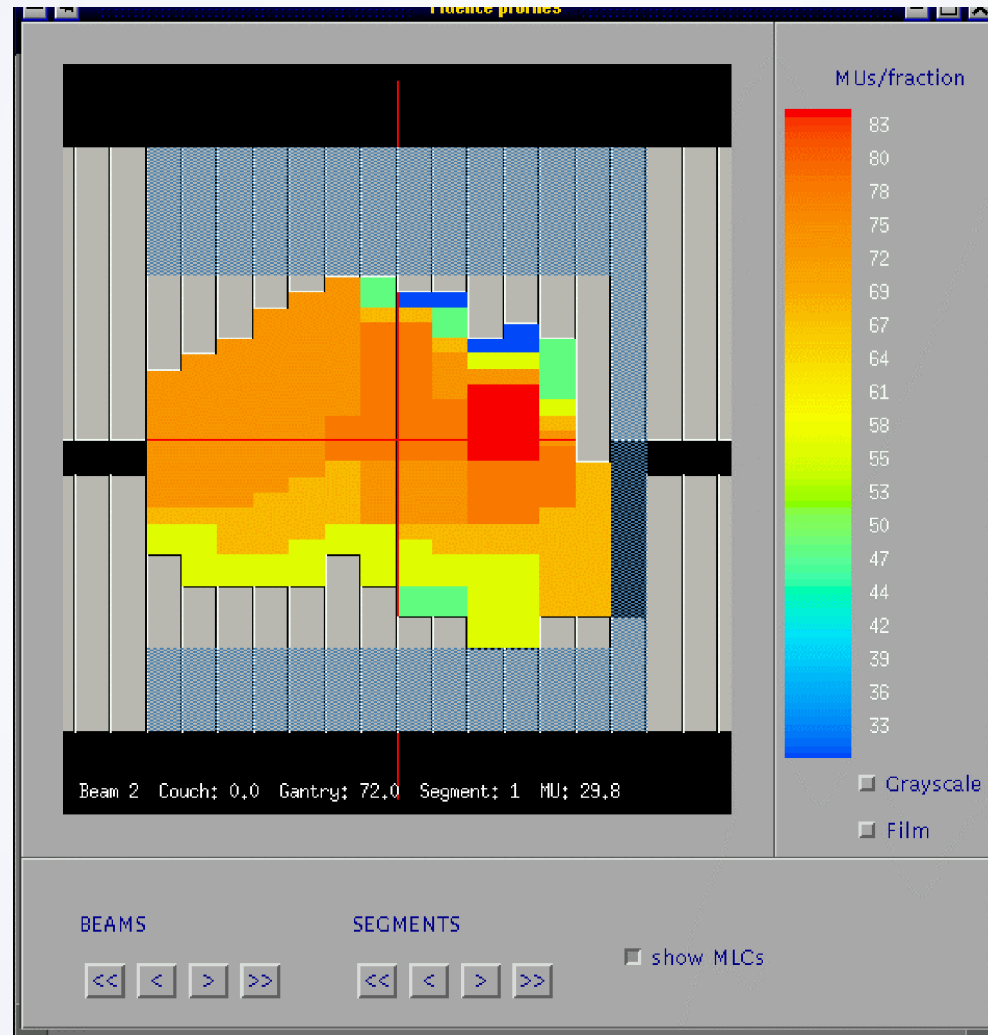 Fluence profiles
MUs/fraction
83
80
78
75
72
69
67
64
61
58
55
53
50
47
44
42
39
36
33
Beam 2 Couch: 0.0 Gantry: 72.0 Segment: 1 MU: 29.8
Grayscale
Film
BEAMS SEGMENTS
show MLCs
<< < > >> << < > >>